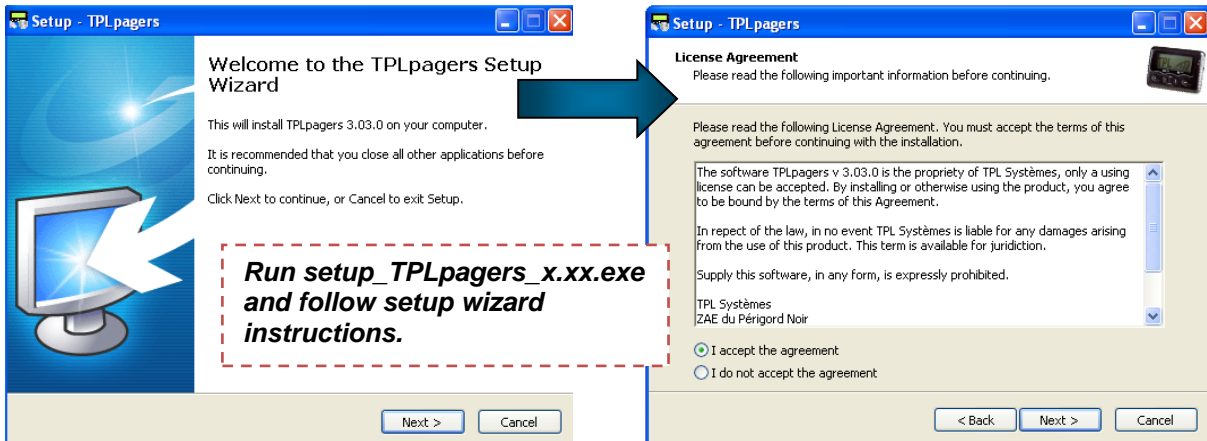 Setup - TPLpagers
Welcome to the TPLpagers Setup
Wizard
This will install TPLpagers 3.03.0 on your computer.
It is recommended that you close all other applications before
continuing.
Click Next to continue, or Cancel to exit Setup.
Run setup_TPLpagers_x.xx.exe
and follow setup wizard
instructions.
Next >
Cancel
Setup - TPLpagers
License Agreement
Please read the following important information before continuing.
Please read the following License Agreement. You must accept the terms of this
agreement before continuing with the installation.
The software TPLpagers v 3.03.0 is the propriety of TPL Systèmes, only a using
license can be accepted. By installing or otherwise using the product, you agree
to be bound by the terms of this Agreement.
In repect of the law, in no event TPL Systèmes is liable for any damages arising
from the use of this product. This term is available for juridiction.
Supply this software, in any form, is expressly prohibited.
TPL Systèmes
ZAE du Périgord Noir
I accept the agreement
I do not accept the agreement
< Back
Next >
Cancel